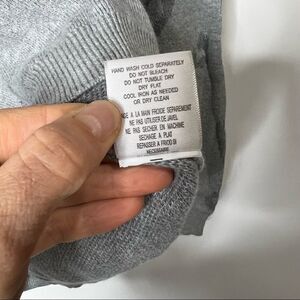 HAND WASH COLD SEPARATELY
DO NOT BLEACH
DO NOT TUMBLE DRY
DRY FLAT
COOL IRON AS NEEDED
OR DRY CLEAN
A LA MAIN FROIDE SEPAREMENT
NE PAS UTILISER DE JAVEL
NE PAS SECHER EN MACHINE
SECHAGE A PLAT
REPASSER A FROID SI
NECESSAIRE